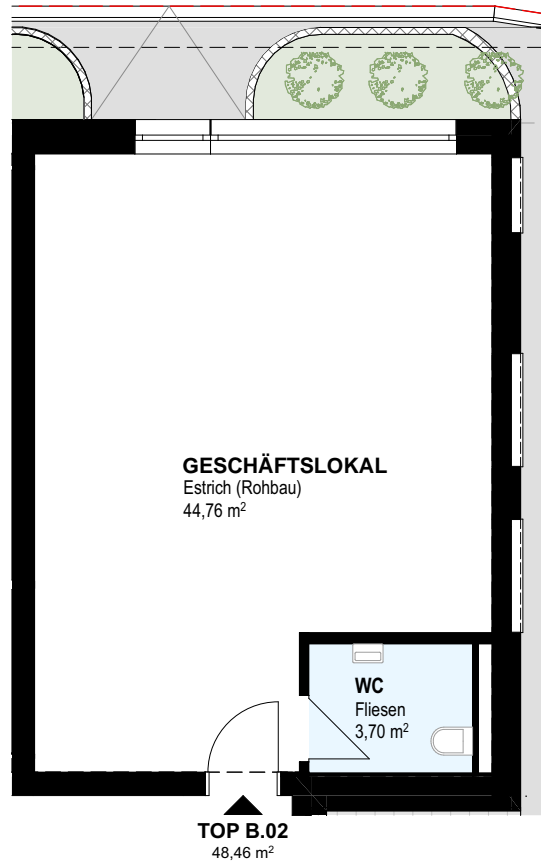 GESCHÄFTSLOKAL
Estrich (Rohbau)
44,76 m²
WC
Fliesen
3,70 m²
TOP B.02
48,46 m²